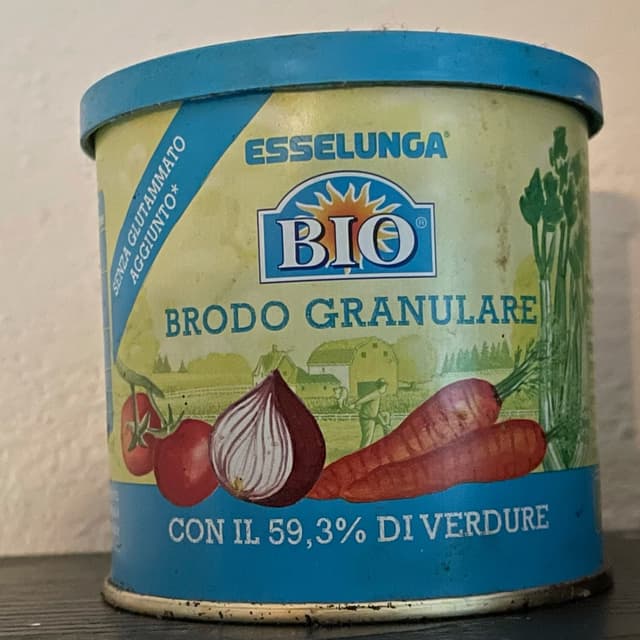 SENZA GLUTAMMATO
AGGIUNTO*
ESSELUNGA®
BIO®
BRODO GRANULARE
CON IL 59,3% DI VERDURE